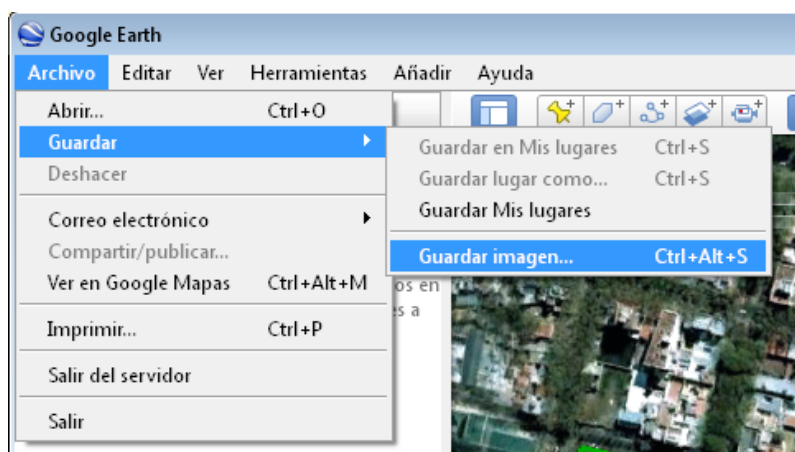 Google Earth
Archivo Editar Ver Herramientas Añadir Ayuda
Abrir... Ctrl+O
Guardar
Deshacer
Correo electrónico
Compartir/publicar...
Ver en Google Mapas Ctrl+Alt+M
Imprimir... Ctrl+P
Salir del servidor
Salir
Guardar en Mis lugares Ctrl+S
Guardar lugar como... Ctrl+S
Guardar Mis lugares
Guardar imagen... Ctrl+Alt+S
os en
es a